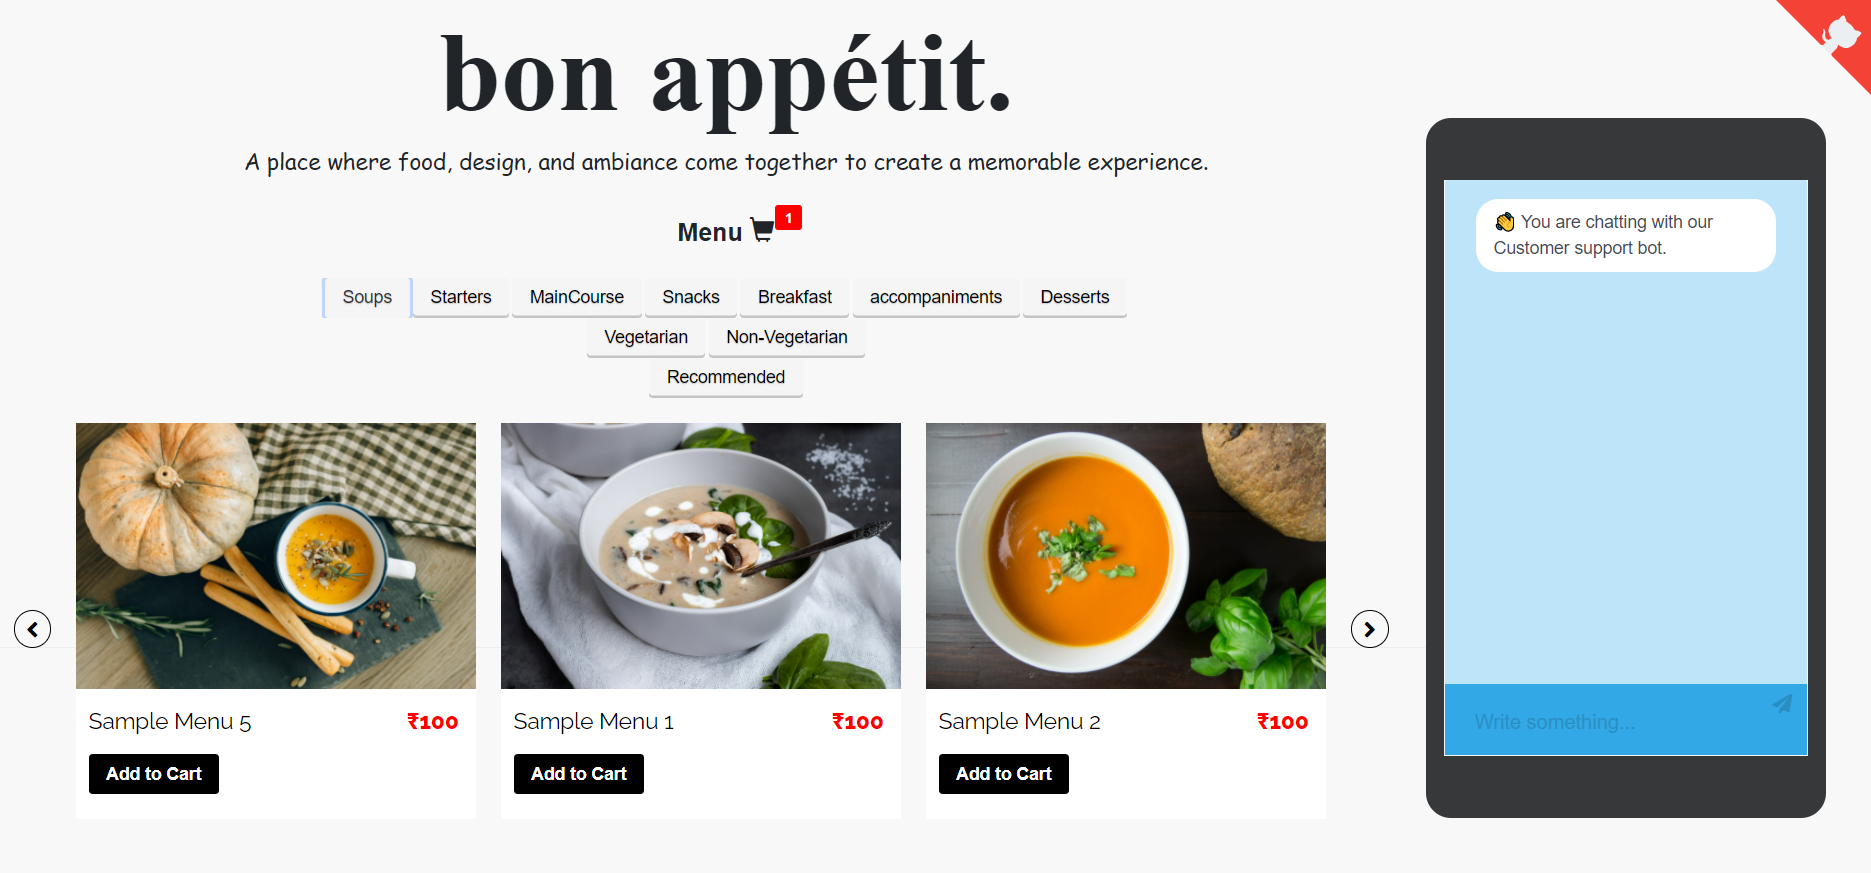 bon appétit.
A place where food, design, and ambiance come together to create a memorable experience.
Menu 1
Soups Starters MainCourse Snacks Breakfast accompaniments Desserts
Vegetarian Non-Vegetarian
Recommended
Sample Menu 5 ₹100
Add to Cart
Sample Menu 1 ₹100
Add to Cart
Sample Menu 2 ₹100
Add to Cart
👏 You are chatting with our
Customer support bot.
Write something...